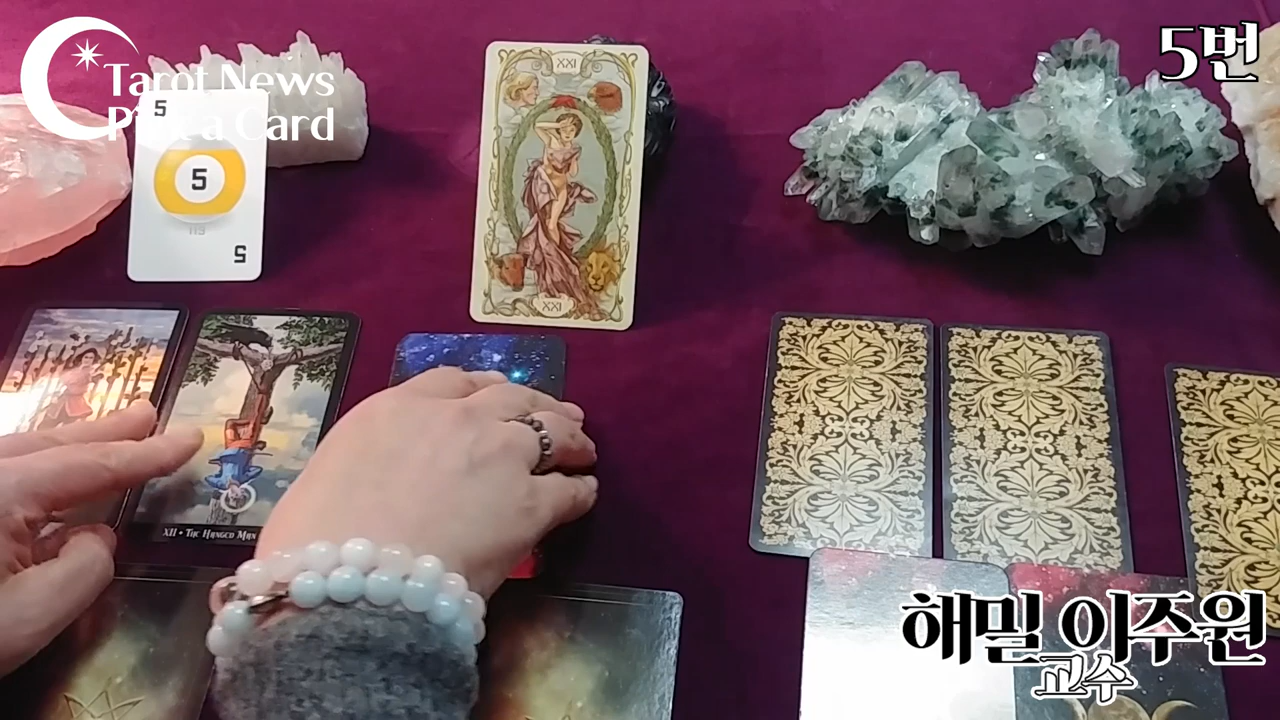 Tarot News
Pick a Card
5번
5
5
5
XXI
XXI
XII • The Hanged Man
해밀 이주원
교수